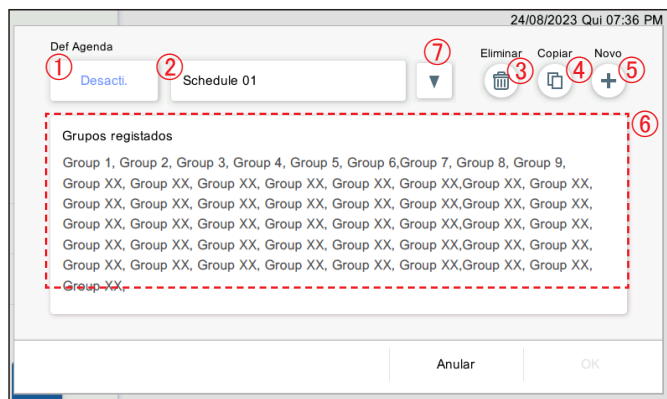 24/08/2023 Qui 07:36 PM
Def Agenda
Eliminar Copiar Novo
① Desacti. ② Schedule 01 ⑦ ▼ ③ ④ ⑤
⑥
Grupos registados
Group 1, Group 2, Group 3, Group 4, Group 5, Group 6,Group 7, Group 8, Group 9,
Group XX, Group XX, Group XX, Group XX, Group XX, Group XX,Group XX, Group XX,
Group XX, Group XX, Group XX, Group XX, Group XX, Group XX,Group XX, Group XX,
Group XX, Group XX, Group XX, Group XX, Group XX, Group XX,Group XX, Group XX,
Group XX, Group XX, Group XX, Group XX, Group XX, Group XX,Group XX, Group XX,
Group XX, Group XX, Group XX, Group XX, Group XX, Group XX,Group XX, Group XX,
Group XX,
Anular OK